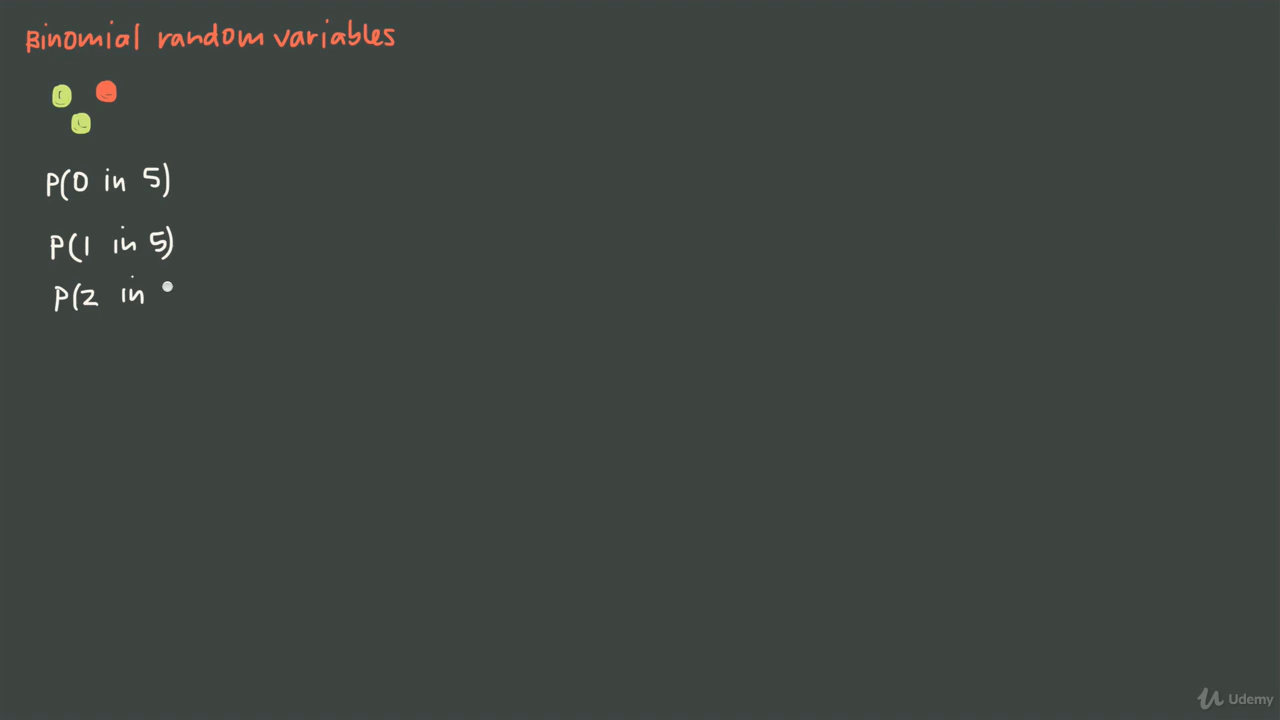 Binomial random variables
P(0 in 5)
P(1 in 5)
P(2 in
Udemy